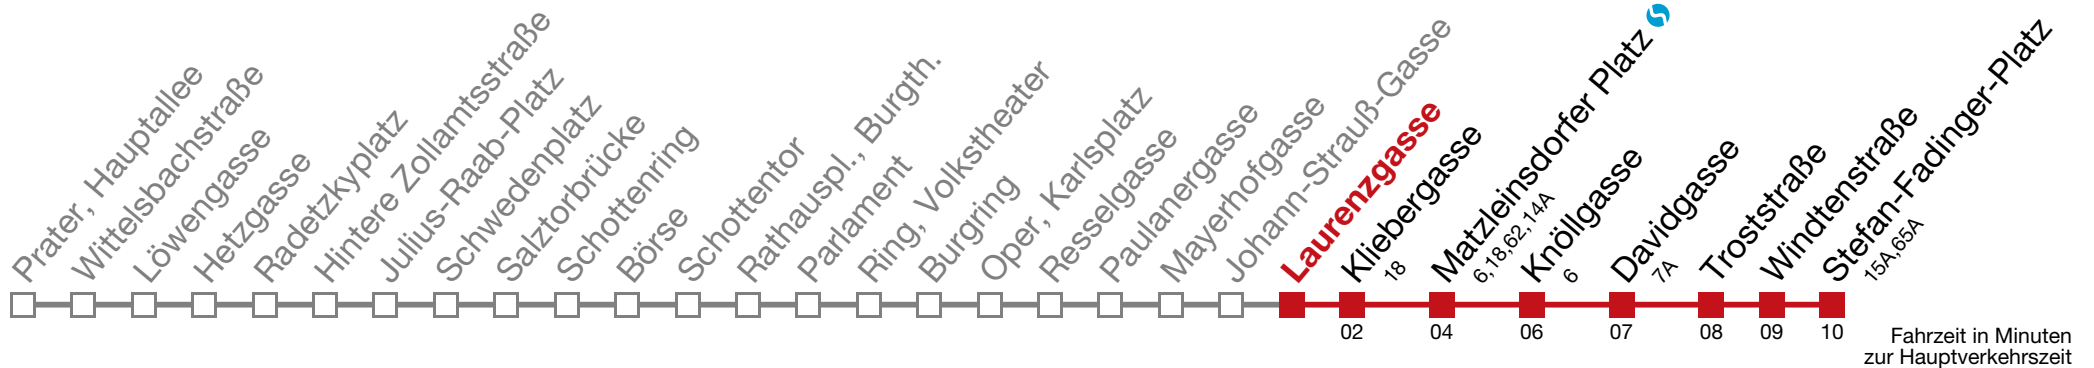 Prater, Hauptallee
Wittelsbachstraße
Löwengasse
Hetzgasse
Radetzkyplatz
Hintere Zollamtsstraße
Julius-Raab-Platz
Schwedenplatz
Salztorbrücke
Schottenring
Börse
Schottentor
Rathauspl., Burgth.
Parlament
Ring, Volkstheater
Burgring
Oper, Karlsplatz
Resselgasse
Paulanergasse
Mayerhofgasse
Johann-Strauß-Gasse
Laurenzgasse
Kliebergasse
18
Matzleinsdorfer Platz
6,18,62,14A
Knöllgasse
6
Davidgasse
7A
Troststraße
Windtenstraße
Stefan-Fadinger-Platz
15A,65A
02 04 06 07 08 09 10
Fahrzeit in Minuten
zur Hauptverkehrszeit